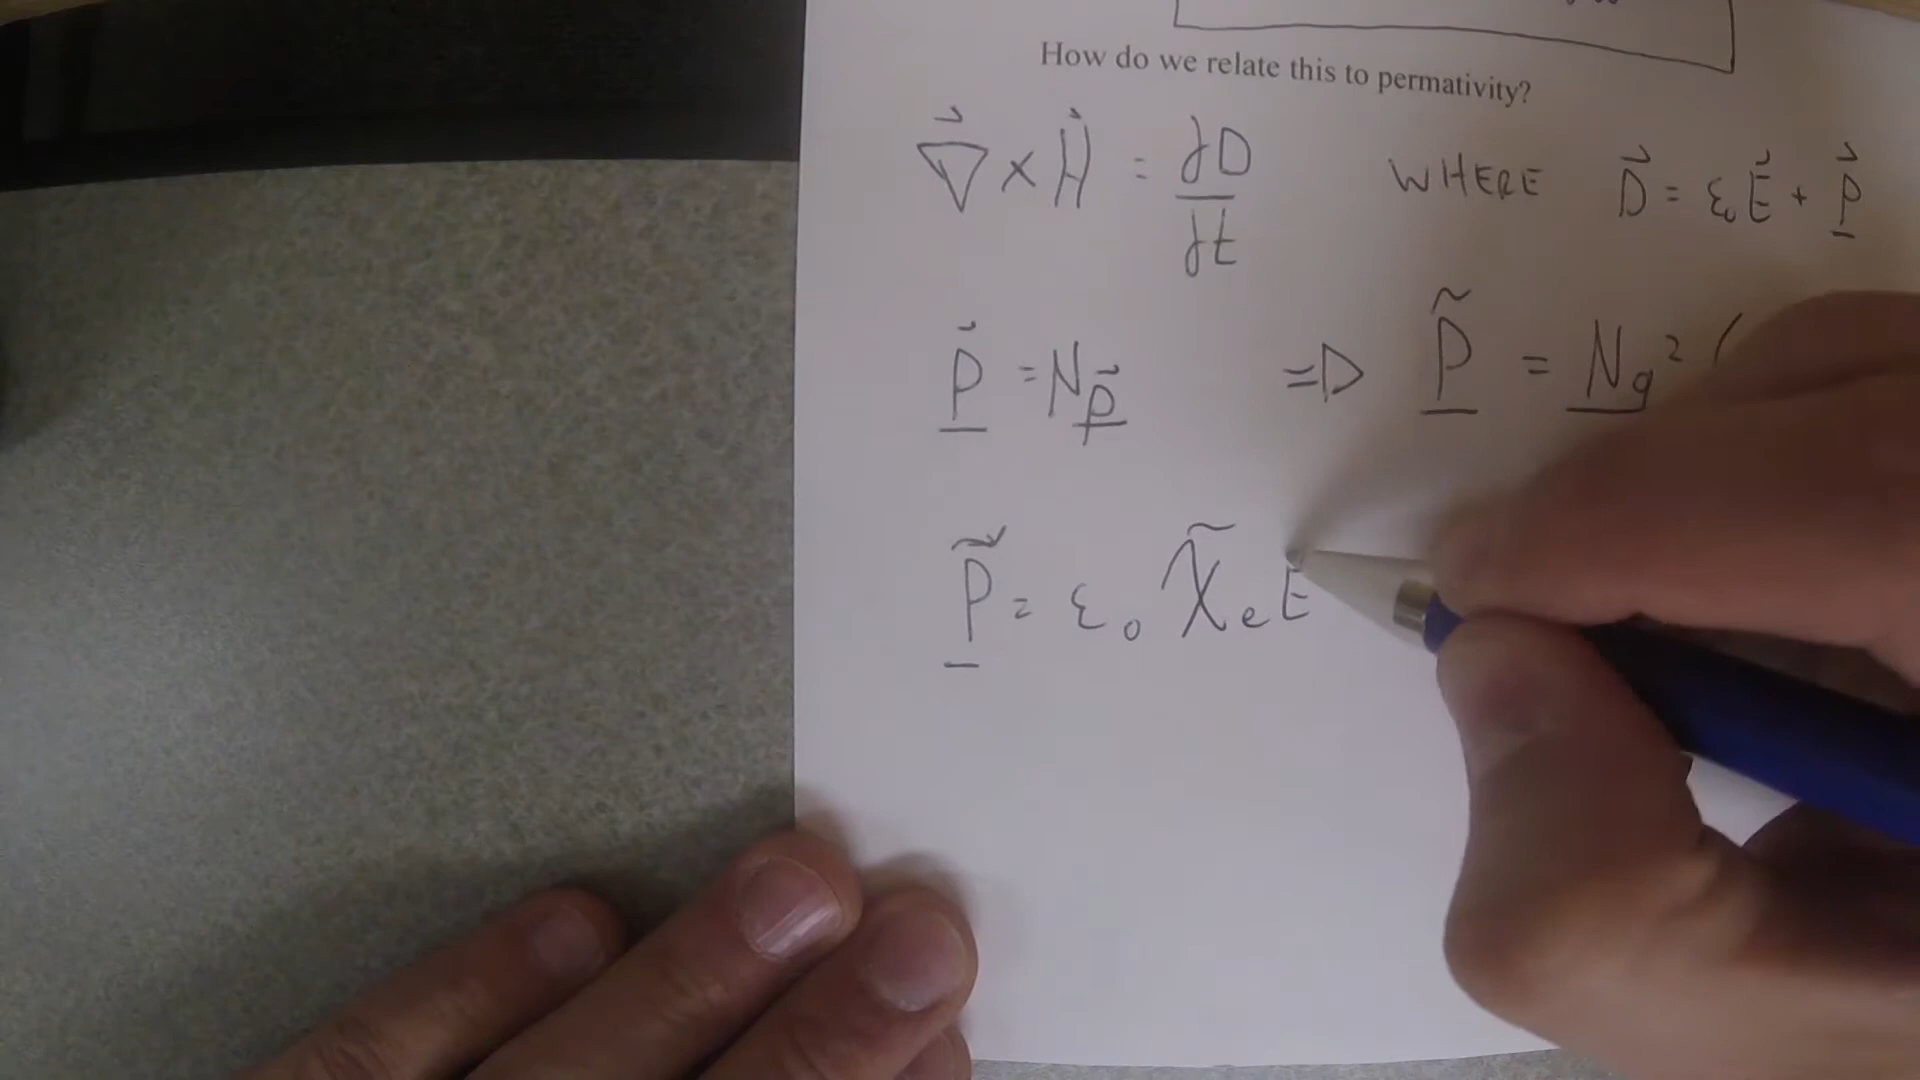 How do we relate this to permativity?
∇⃗ × H⃗ = ∂D/∂t WHERE D⃗ = ε₀E⃗ + P⃗
P⃗ = Np⃗ ⇒ P̃ = Nq² (
P̃⃗ = ε₀ χ̃ₑ E